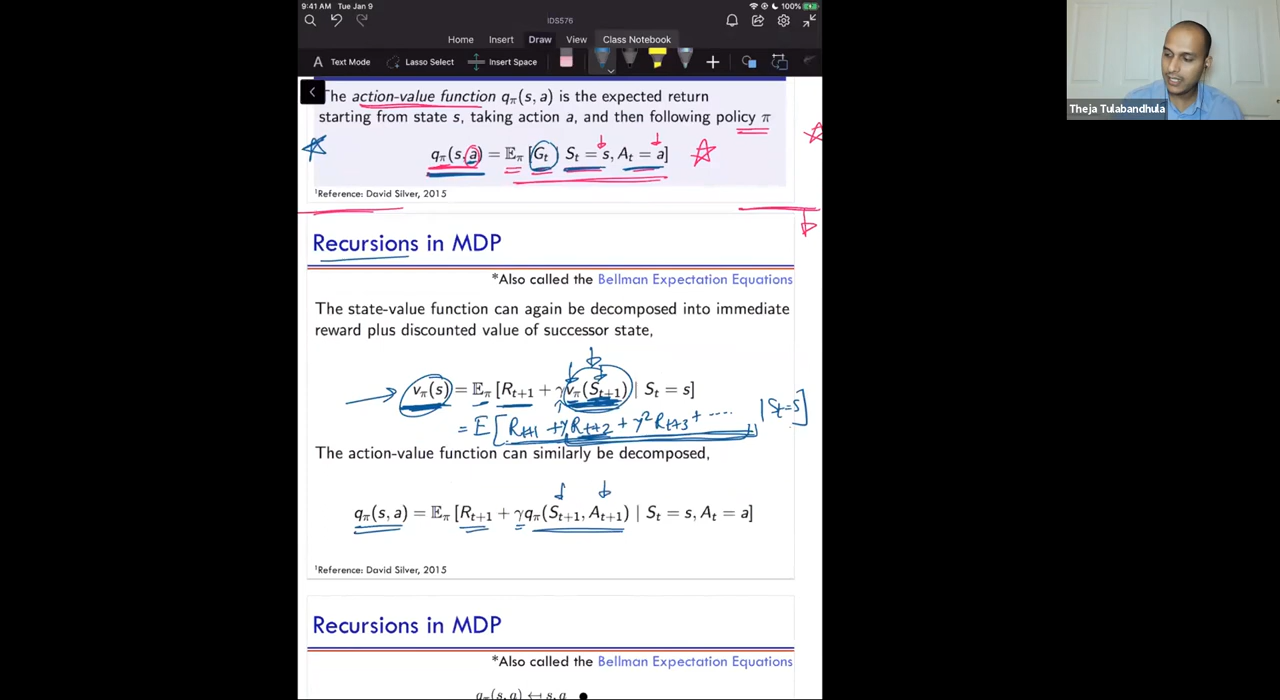 9:41 AM Tue Jan 9
100%
IDS576
Home Insert Draw View Class Notebook
A Text Mode Lasso Select Insert Space
The action-value function qπ(s, a) is the expected return
starting from state s, taking action a, and then following policy π
qπ(s, a) = Eπ [Gt | St = s, At = a]
1Reference: David Silver, 2015
Recursions in MDP
*Also called the Bellman Expectation Equations
The state-value function can again be decomposed into immediate
reward plus discounted value of successor state,
vπ(s) = Eπ [Rt+1 + γvπ(St+1) | St = s]
= E [Rt+1 + γRt+2 + γ²Rt+3 + .... | St=s]
The action-value function can similarly be decomposed,
qπ(s, a) = Eπ [Rt+1 + γqπ(St+1, At+1) | St = s, At = a]
1Reference: David Silver, 2015
Recursions in MDP
*Also called the Bellman Expectation Equations
qπ(s, a) ↔ s, a
Theja Tulabandhula